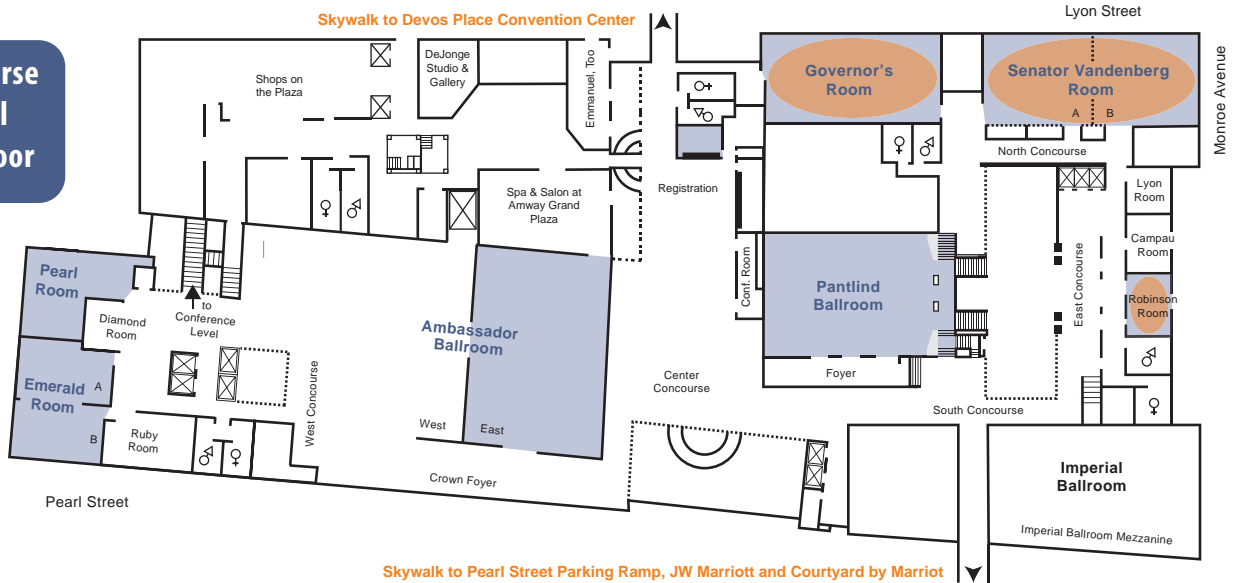 Skywalk to Devos Place Convention Center
Lyon Street
Monroe Avenue
Shops on
the Plaza
DeJonge
Studio &
Gallery
Emmanuel, Too
Governor's
Room
Senator Vandenberg
Room
A
B
North Concourse
Registration
Spa & Salon at
Amway Grand
Plaza
Lyon
Room
Campau
Room
Robinson
Room
East Concourse
Conf. Room
Pantlind
Ballroom
Foyer
Pearl
Room
to
Conference
Level
Diamond
Room
Ambassador
Ballroom
Emerald
Room
A
B
Ruby
Room
West Concourse
West
East
Center
Concourse
South Concourse
Crown Foyer
Imperial
Ballroom
Imperial Ballroom Mezzanine
Pearl Street
Skywalk to Pearl Street Parking Ramp, JW Marriott and Courtyard by Marriot